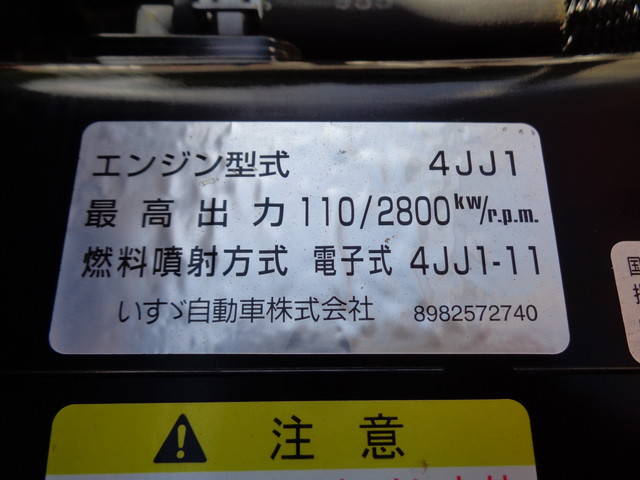 985
エンジン型式 4JJ1
最高出力 110/2800 kW/r.p.m.
燃料噴射方式 電子式 4JJ1-11
いすゞ自動車株式会社 8982572740
国
注意